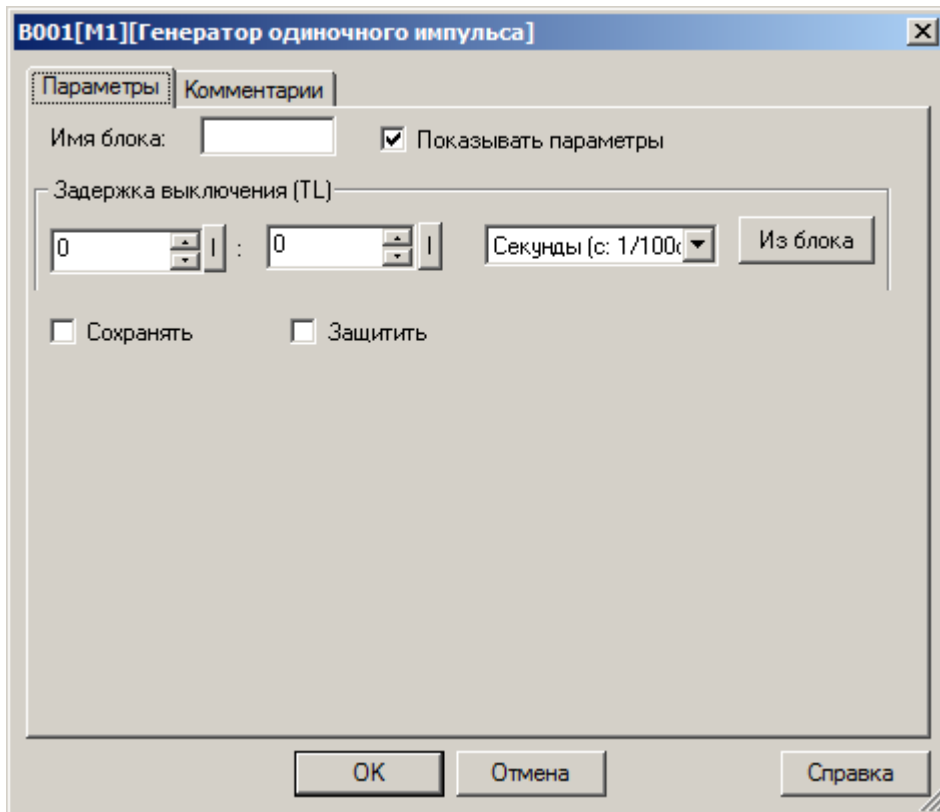 B001[M1][Генератор одиночного импульса]
Параметры Комментарии
Имя блока: Показывать параметры
Задержка выключения (TL)
0 : 0 Секунды (с: 1/100с Из блока
Сохранять Защитить
OK Отмена Справка